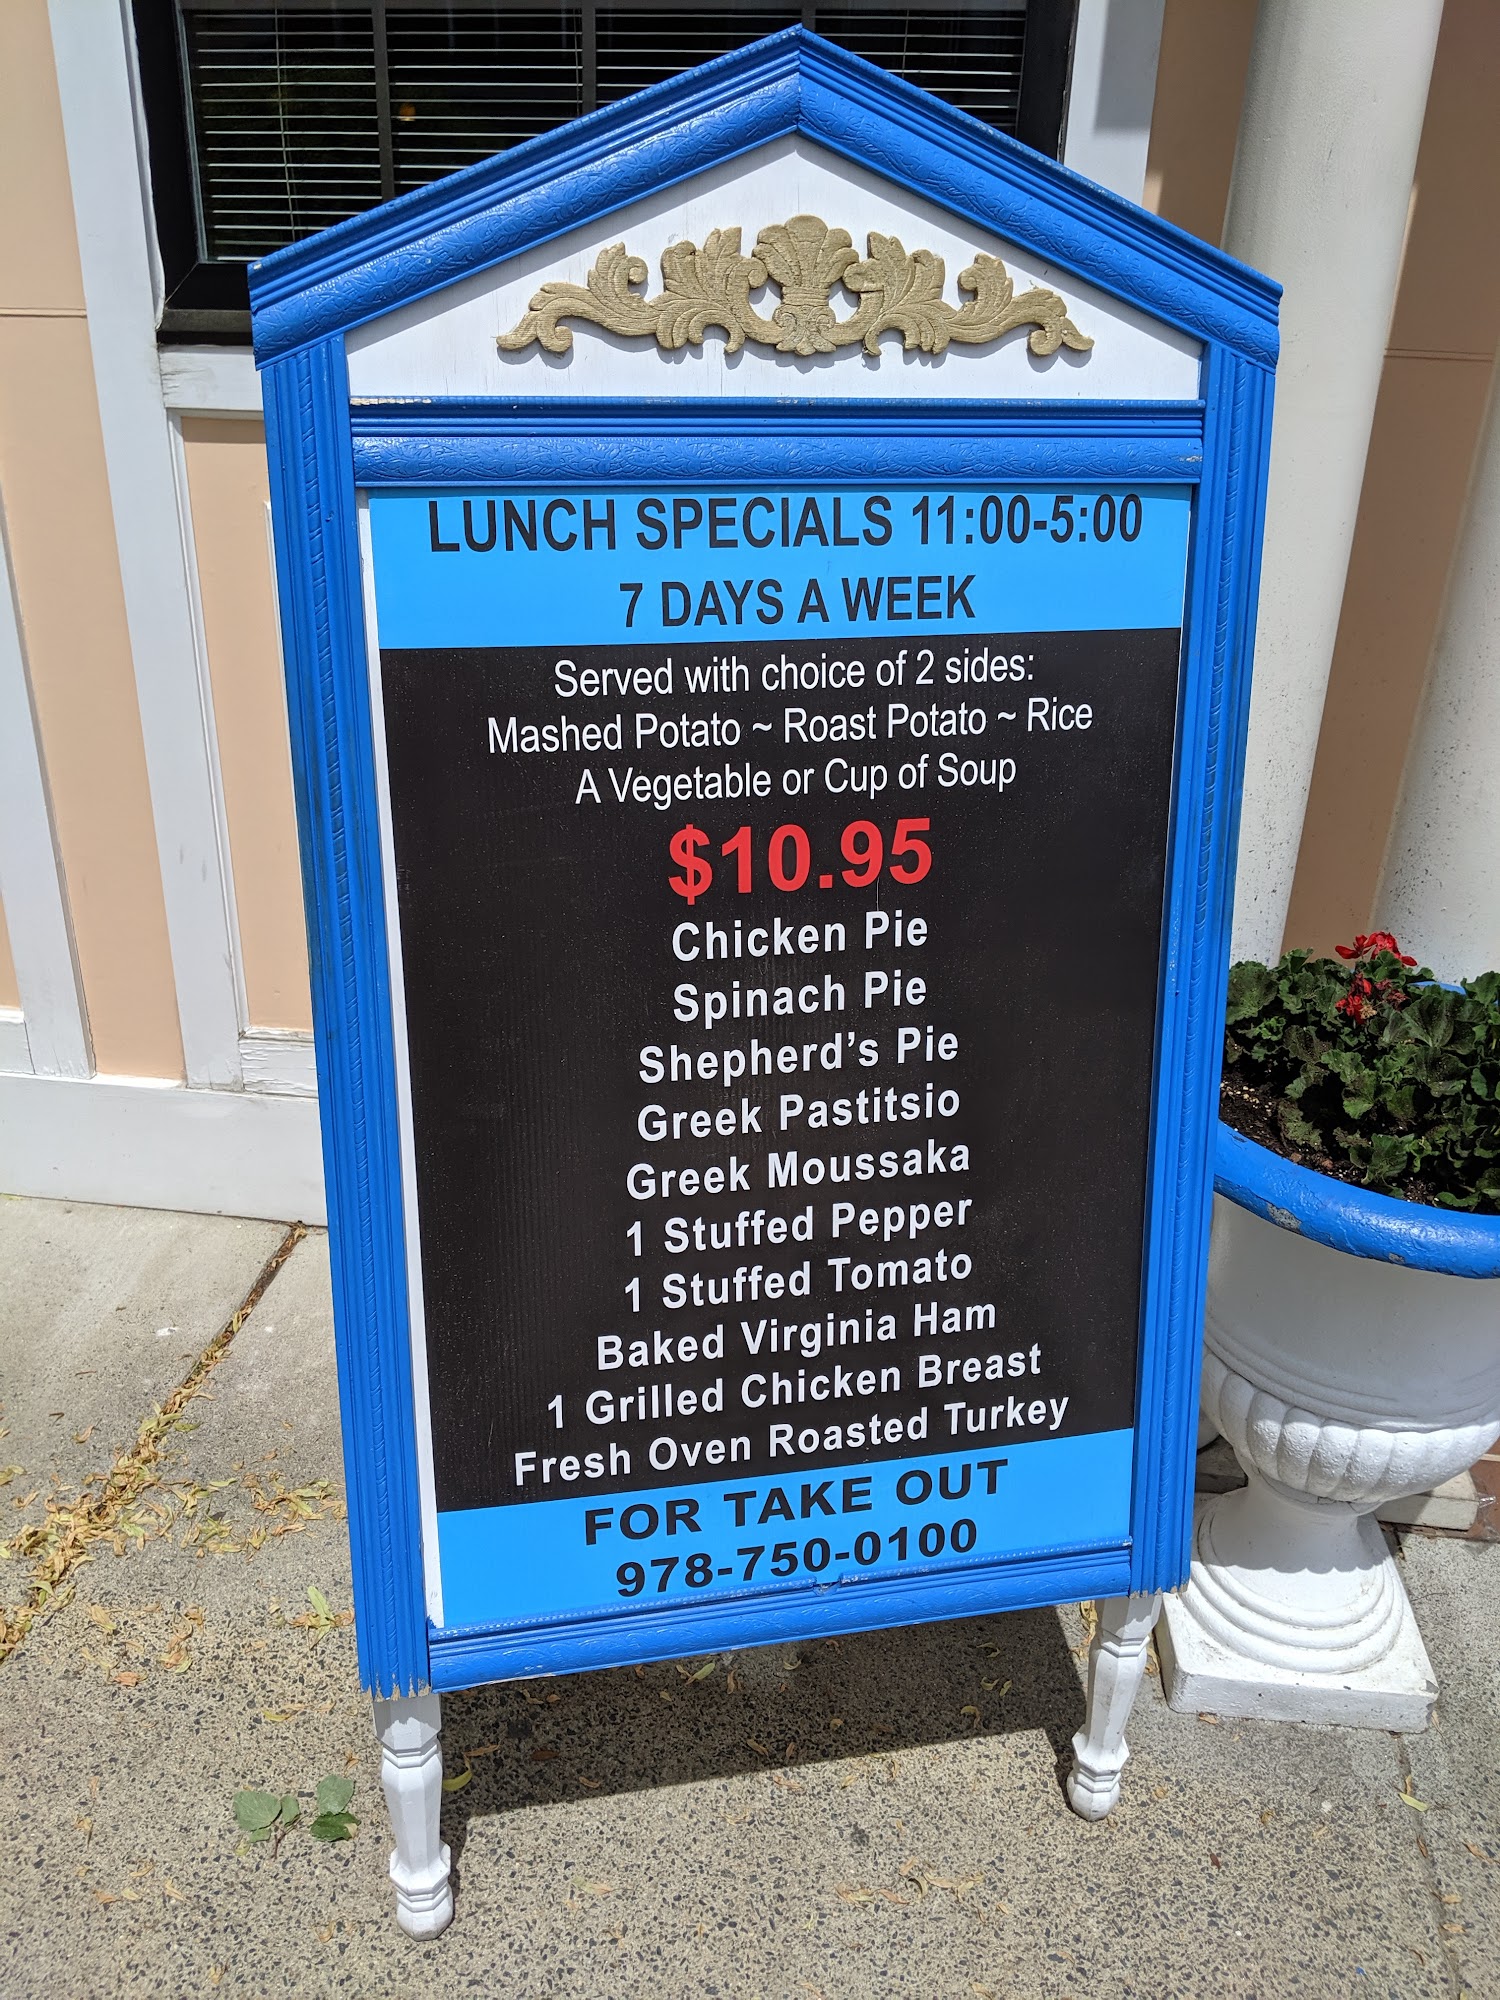 LUNCH SPECIALS 11:00-5:00
7 DAYS A WEEK
Served with choice of 2 sides:
Mashed Potato ~ Roast Potato ~ Rice
A Vegetable or Cup of Soup
$10.95
Chicken Pie
Spinach Pie
Shepherd’s Pie
Greek Pastitsio
Greek Moussaka
1 Stuffed Pepper
1 Stuffed Tomato
Baked Virginia Ham
1 Grilled Chicken Breast
Fresh Oven Roasted Turkey
FOR TAKE OUT
978-750-0100